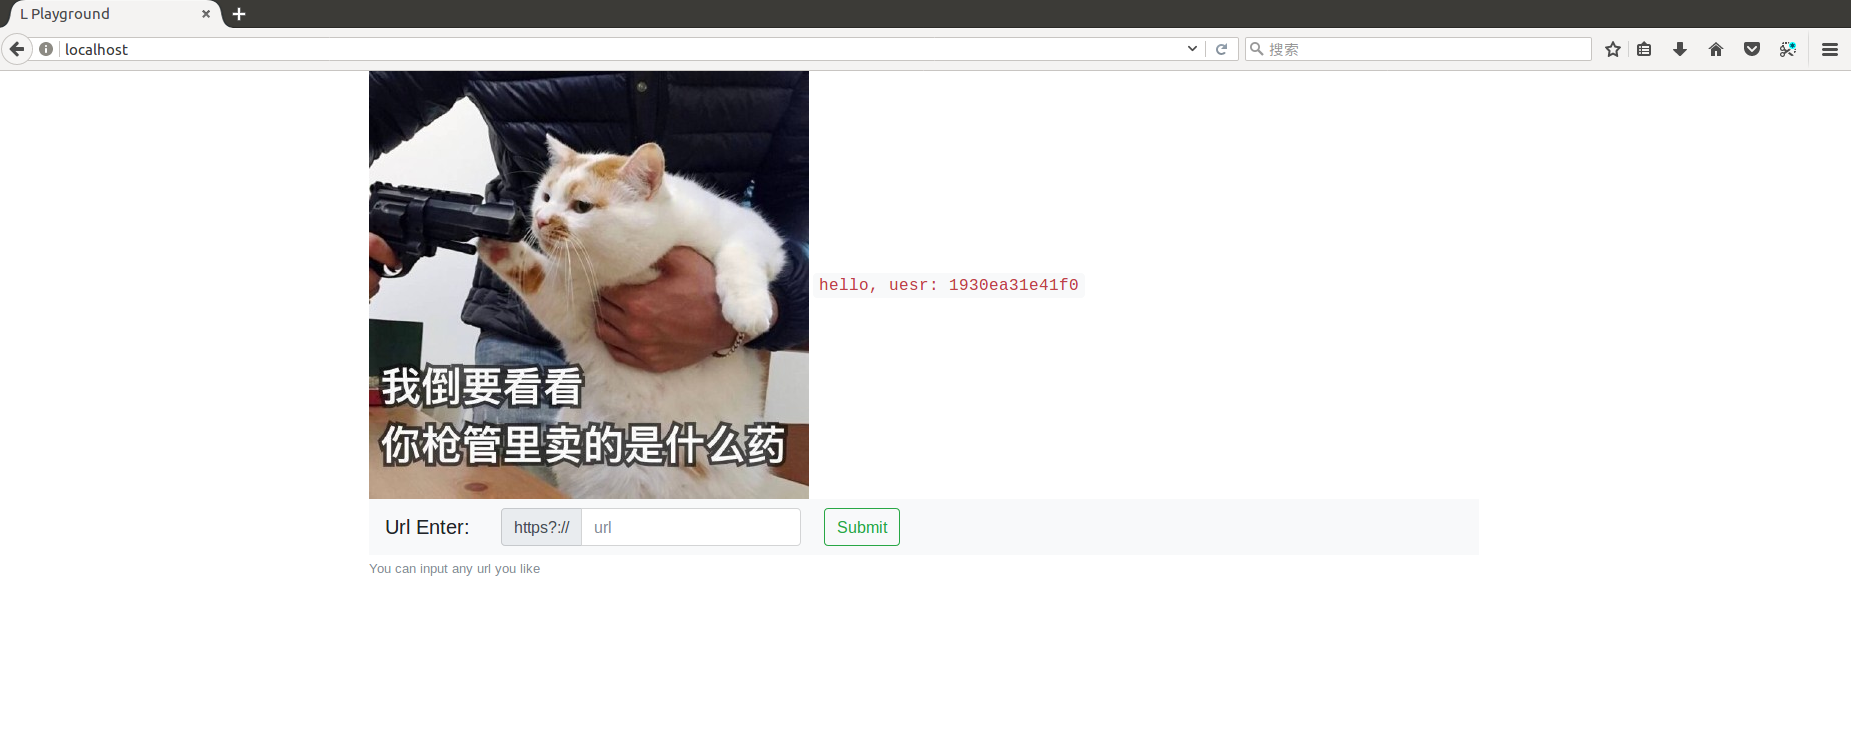 L Playground
localhost
搜索
hello, uesr: 1930ea31e41f0
我倒要看看
你枪管里卖的是什么药
Url Enter:
https?://
url
Submit
You can input any url you like